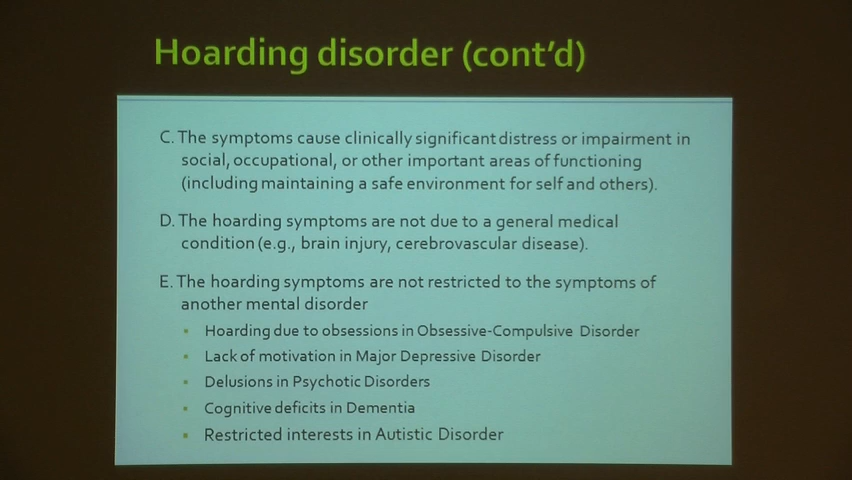 Hoarding disorder (cont'd)
C. The symptoms cause clinically significant distress or impairment in
social, occupational, or other important areas of functioning
(including maintaining a safe environment for self and others).
D. The hoarding symptoms are not due to a general medical
condition (e.g., brain injury, cerebrovascular disease).
E. The hoarding symptoms are not restricted to the symptoms of
another mental disorder
▪ Hoarding due to obsessions in Obsessive-Compulsive Disorder
▪ Lack of motivation in Major Depressive Disorder
▪ Delusions in Psychotic Disorders
▪ Cognitive deficits in Dementia
▪ Restricted interests in Autistic Disorder